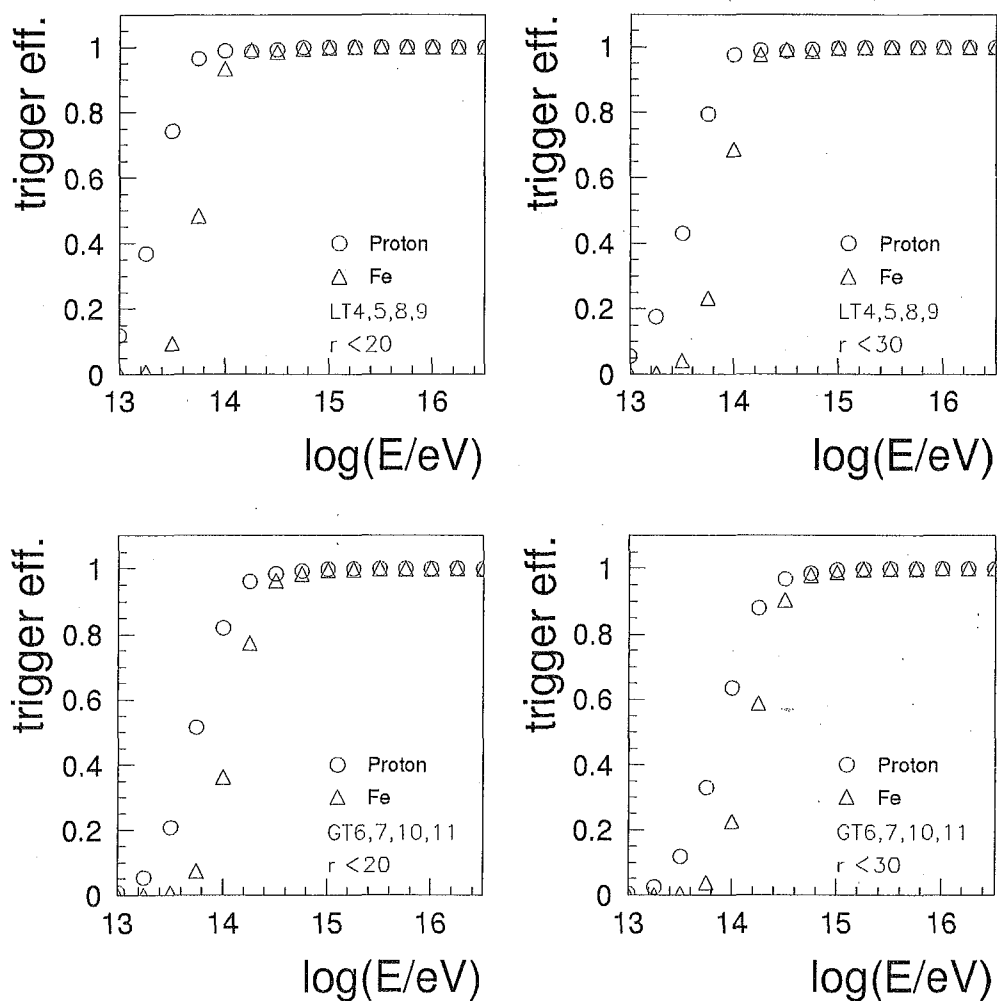 trigger eff.
1
0.8
0.6
0.4
0.2
0
○ Proton
△ Fe
LT4,5,8,9
r <20
13 14 15 16
log(E/eV)
trigger eff.
1
0.8
0.6
0.4
0.2
0
○ Proton
△ Fe
LT4,5,8,9
r <30
13 14 15 16
log(E/eV)
trigger eff.
1
0.8
0.6
0.4
0.2
0
○ Proton
△ Fe
GT6,7,10,11
r <20
13 14 15 16
log(E/eV)
trigger eff.
1
0.8
0.6
0.4
0.2
0
○ Proton
△ Fe
GT6,7,10,11
r <30
13 14 15 16
log(E/eV)